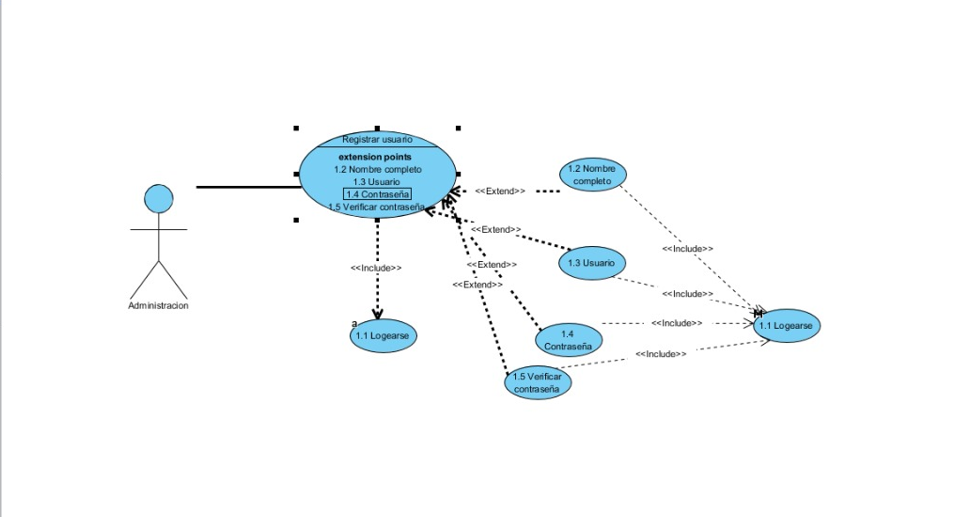 Registrar usuario
extension points
1.2 Nombre completo
1.3 Usuario
1.4 Contraseña
1.5 Verificar contraseña
Administracion
<<Include>>
a
1.1 Logearse
<<Extend>>
<<Extend>>
<<Extend>>
<<Extend>>
1.2 Nombre
completo
1.3 Usuario
1.4
Contraseña
1.5 Verificar
contraseña
<<Include>>
<<Include>>
<<Include>>
<<Include>>
1.1 Logearse